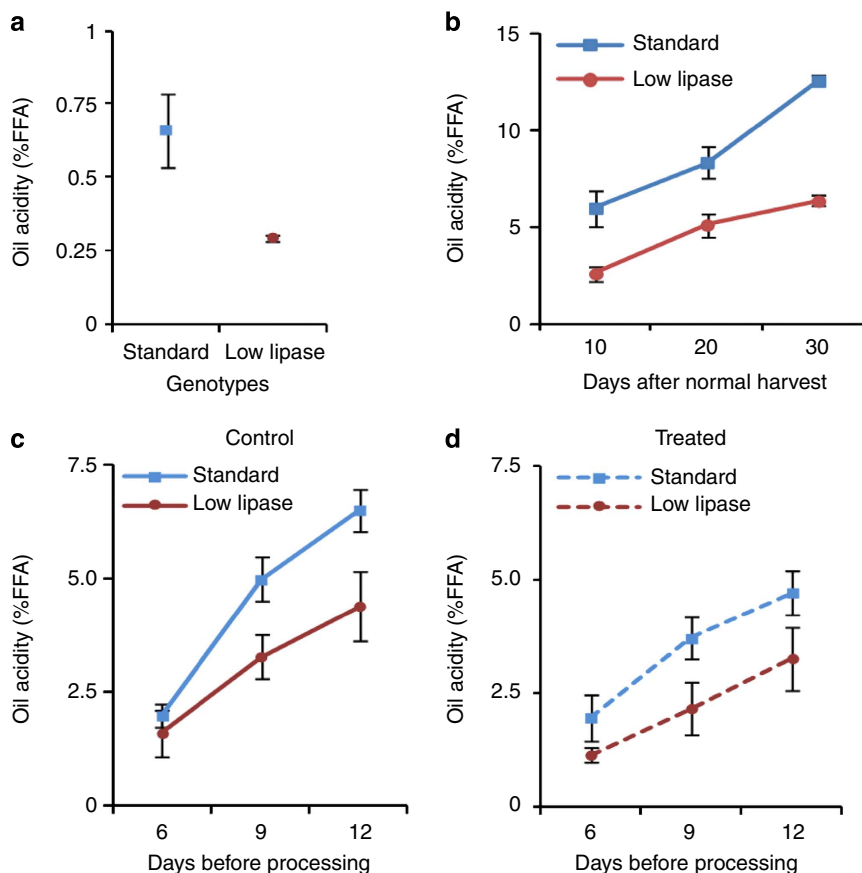 a
1
0.75
0.5
0.25
0
Oil acidity (%FFA)
Standard Low lipase
Genotypes
b
15
10
5
0
Oil acidity (%FFA)
Standard
Low lipase
10 20 30
Days after normal harvest
c
Control
7.5
5.0
2.5
0
Oil acidity (%FFA)
Standard
Low lipase
6 9 12
Days before processing
d
Treated
7.5
5.0
2.5
0
Oil acidity (%FFA)
Standard
Low lipase
6 9 12
Days before processing